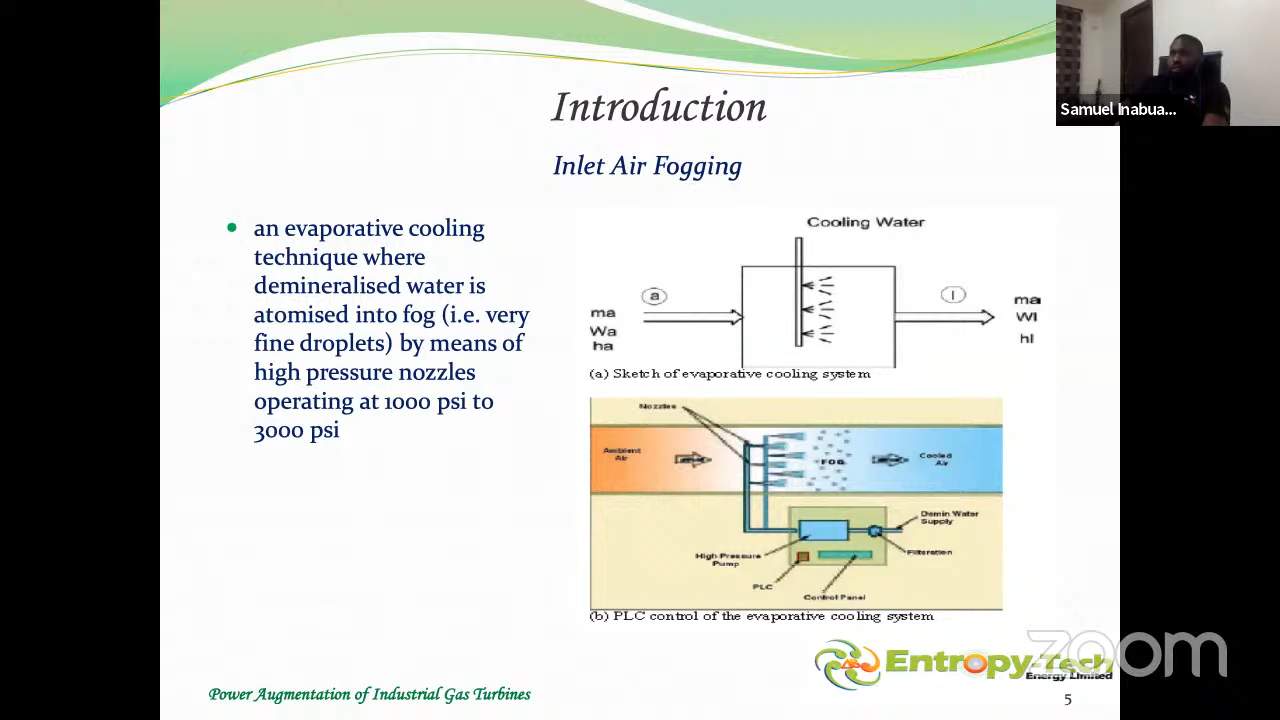 Introduction
Samuel Inabua...
Inlet Air Fogging
an evaporative cooling
technique where
demineralised water is
atomised into fog (i.e. very
fine droplets) by means of
high pressure nozzles
operating at 1000 psi to
3000 psi
Cooling Water
a
l
ma
Wa
ha
ma
Wl
hl
(a) Sketch of evaporative cooling system
Nozzles
Ambient
Air
FOG
Cooled
Air
Demin Water
Supply
High Pressure
Pump
Filteration
PLC
Control Panel
(b) PLC control of the evaporative cooling system
zoom
Entropy-Tech
Energy Limited
Power Augmentation of Industrial Gas Turbines
5